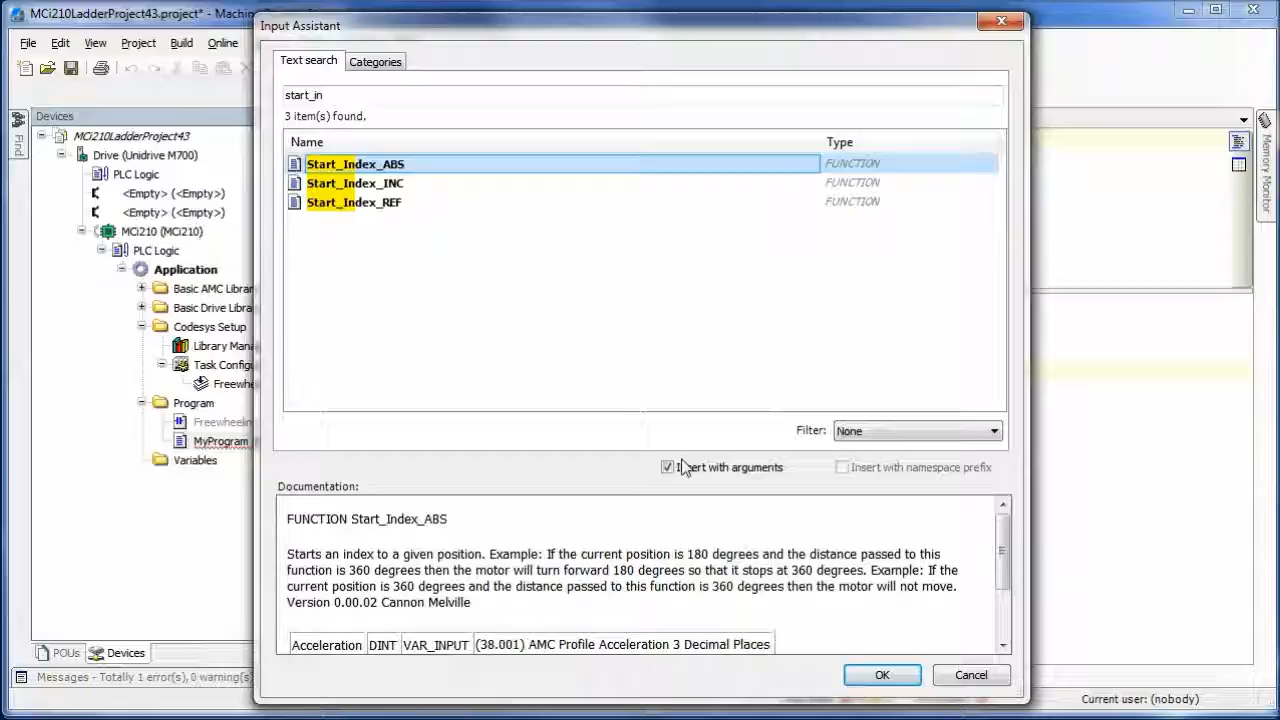 MCi210LadderProject43.project* - Machin
Input Assistant
File Edit View Project Build Online
Text search Categories
start_in
3 item(s) found.
Name Type
Start_Index_ABS FUNCTION
Start_Index_INC FUNCTION
Start_Index_REF FUNCTION
Filter: None
Insert with arguments Insert with namespace prefix
Documentation:
FUNCTION Start_Index_ABS
Starts an index to a given position. Example: If the current position is 180 degrees and the distance passed to this
function is 360 degrees then the motor will turn forward 180 degrees so that it stops at 360 degrees. Example: If the
current position is 360 degrees and the distance passed to this function is 360 degrees then the motor will not move.
Version 0.00.02 Cannon Melville
Acceleration DINT VAR_INPUT (38.001) AMC Profile Acceleration 3 Decimal Places
OK Cancel
Devices
Find
MCi210LadderProject43
Drive (Unidrive M700)
PLC Logic
<Empty> (<Empty>)
<Empty> (<Empty>)
MCi210 (MCi210)
PLC Logic
Application
Basic AMC Librar
Basic Drive Libra
Codesys Setup
Library Mana
Task Config
Freewhe
Program
Freewheelin
MyProgram
Variables
POUs Devices
Messages - Totally 1 error(s), 0 warning(s)
Memory Monitor
Current user: (nobody)